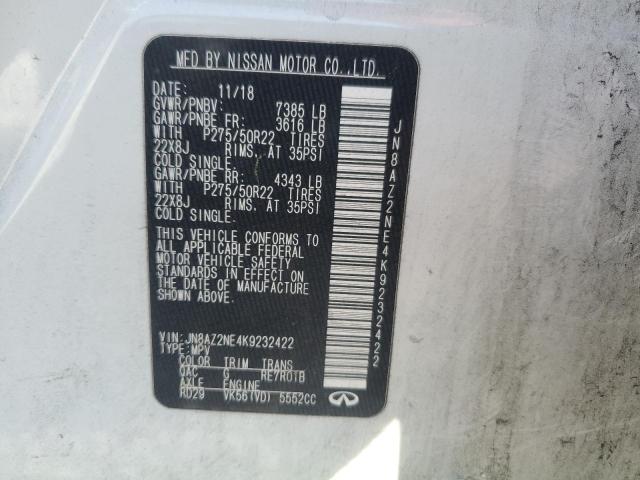 MFD BY NISSAN MOTOR CO.,LTD.
DATE: 11/18
GVWR/PNBV: 7385 LB
GAWR/PNBE FR: 3616 LB
WITH P275/50R22 TIRES
22X8J RIMS, AT 35PSI
COLD SINGLE.
GAWR/PNBE RR: 4343 LB
WITH P275/50R22 TIRES
22X8J RIMS, AT 35PSI
COLD SINGLE.
THIS VEHICLE CONFORMS TO
ALL APPLICABLE FEDERAL
MOTOR VEHICLE SAFETY
STANDARDS IN EFFECT ON
THE DATE OF MANUFACTURE
SHOWN ABOVE.
VIN: JN8AZ2NE4K9232422
TYPE: MPV
COLOR TRIM TRANS
QAC G RE7R01B
AXLE ENGINE
RD29 VK56(VD) 5552CC
INFINITI
JN8AZ2NE4K9232422